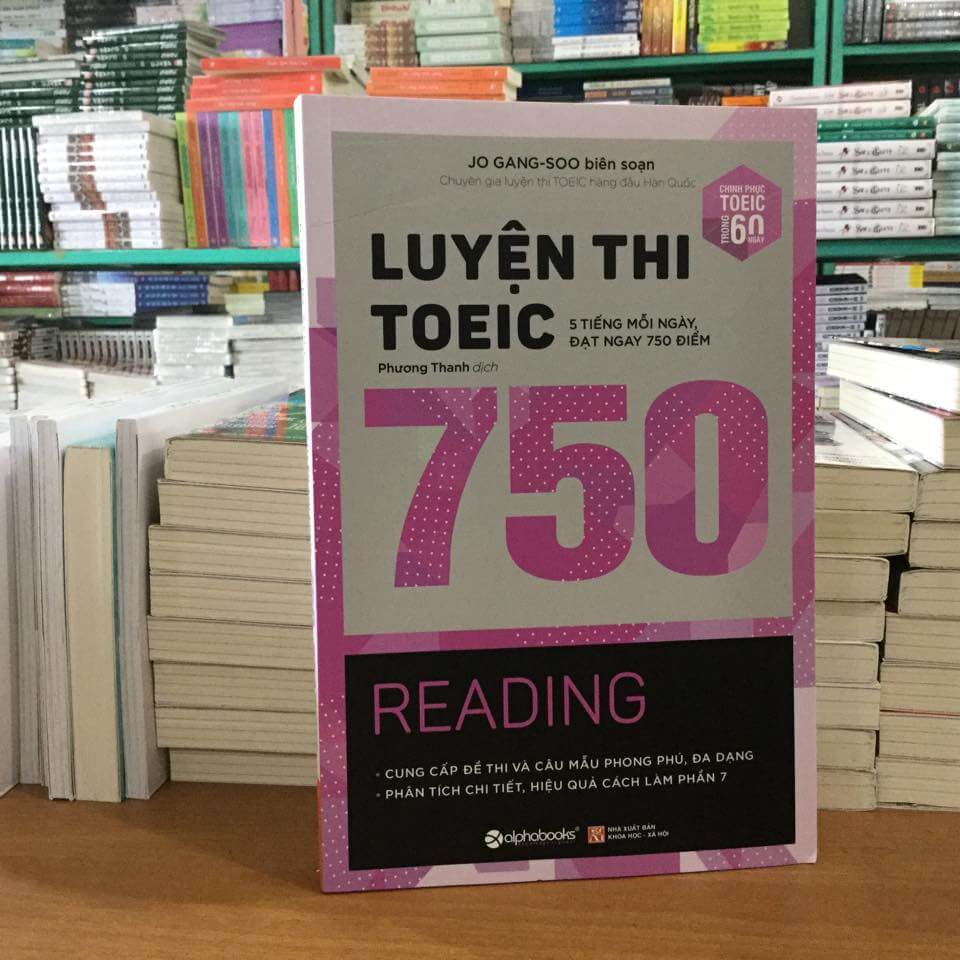 JO GANG-SOO biên soạn
Chuyên gia luyện thi TOEIC hàng đầu Hàn Quốc
CHINH PHỤC
TOEIC
TRONG 60 NGÀY
LUYỆN THI
TOEIC
5 TIẾNG MỖI NGÀY,
ĐẠT NGAY 750 ĐIỂM
Phương Thanh dịch
750
READING
• CUNG CẤP ĐỀ THI VÀ CÂU MẪU PHONG PHÚ, ĐA DẠNG
• PHÂN TÍCH CHI TIẾT, HIỆU QUẢ CÁCH LÀM PHẦN 7
alphabooks
NHÀ XUẤT BẢN
KHOA HỌC - XÃ HỘI